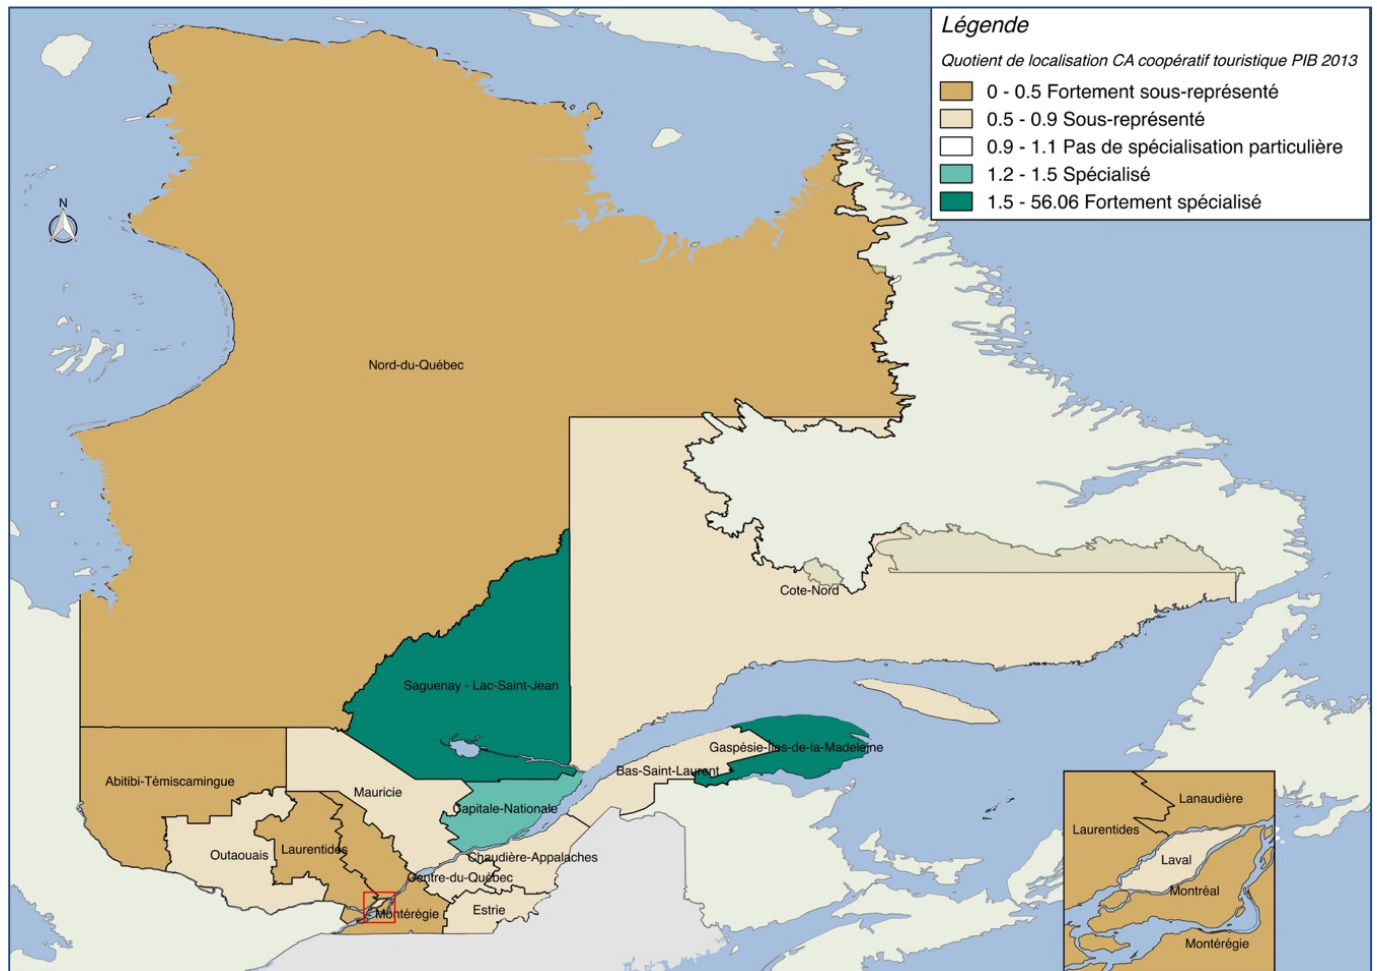 Légende
Quotient de localisation CA coopératif touristique PIB 2013
0 - 0.5 Fortement sous-représenté
0.5 - 0.9 Sous-représenté
0.9 - 1.1 Pas de spécialisation particulière
1.2 - 1.5 Spécialisé
1.5 - 56.06 Fortement spécialisé
N
Nord-du-Québec
Cote-Nord
Saguenay - Lac-Saint-Jean
Gaspésie-Îles-de-la-Madeleine
Bas-Saint-Laurent
Abitibi-Témiscamingue
Mauricie
Capitale-Nationale
Outaouais
Laurentides
Chaudière-Appalaches
Centre-du-Québec
Estrie
Montérégie
Lanaudière
Laurentides
Laval
Montréal
Montérégie